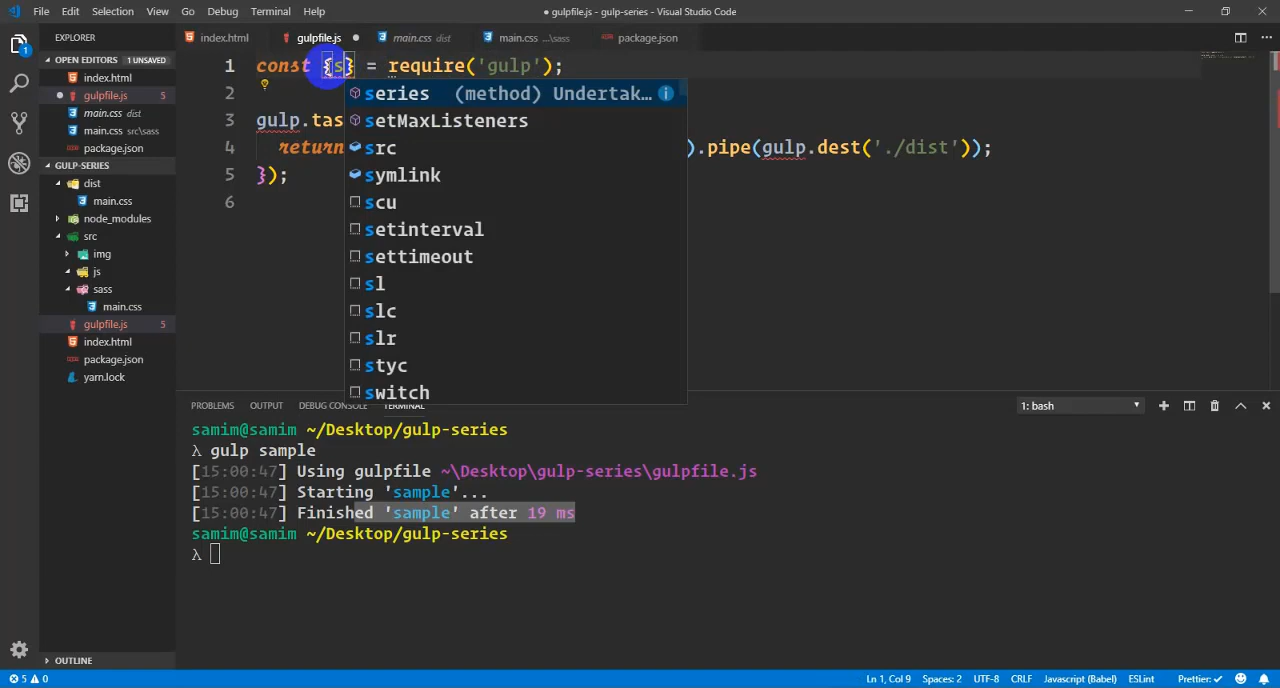 File Edit Selection View Go Debug Terminal Help
● gulpfile.js - gulp-series - Visual Studio Code
EXPLORER
index.html
gulpfile.js ●
main.css dist
main.css ...\sass
package.json
1
OPEN EDITORS 1 UNSAVED
index.html
● gulpfile.js 5
main.css dist
main.css src\sass
package.json
GULP-SERIES
dist
main.css
node_modules
src
img
js
sass
main.css
gulpfile.js 5
index.html
package.json
yarn.lock
OUTLINE
1 const {s} = require('gulp');
2
3 gulp.tas
4 return ).pipe(gulp.dest('./dist'));
5 });
6
series (method) Undertak...
setMaxListeners
src
symlink
scu
setinterval
settimeout
sl
slc
slr
styc
switch
PROBLEMS OUTPUT DEBUG CONSOLE TERMINAL
1: bash
samim@samim ~/Desktop/gulp-series
λ gulp sample
[15:00:47] Using gulpfile ~\Desktop\gulp-series\gulpfile.js
[15:00:47] Starting 'sample'...
[15:00:47] Finished 'sample' after 19 ms
samim@samim ~/Desktop/gulp-series
λ
5 0
Ln 1, Col 9 Spaces: 2 UTF-8 CRLF Javascript (Babel) ESLint Prettier: ✓